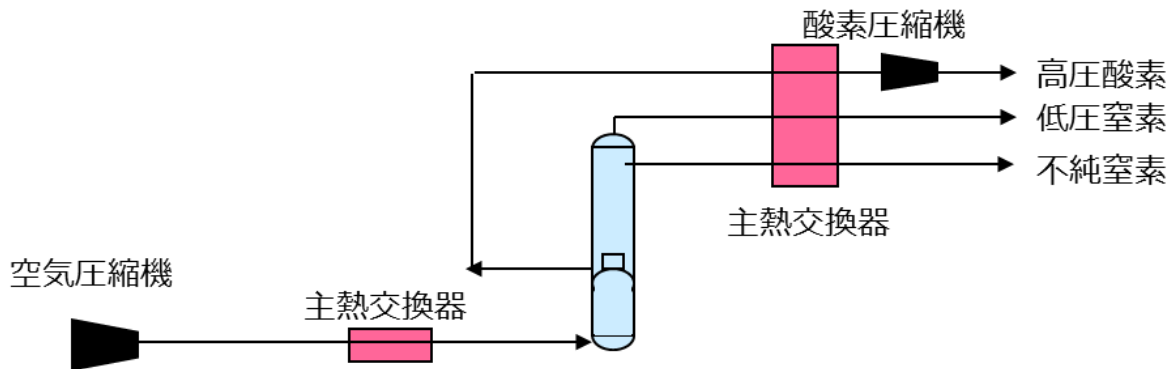 酸素圧縮機
高圧酸素
低圧窒素
不純窒素
主熱交換器
空気圧縮機
主熱交換器